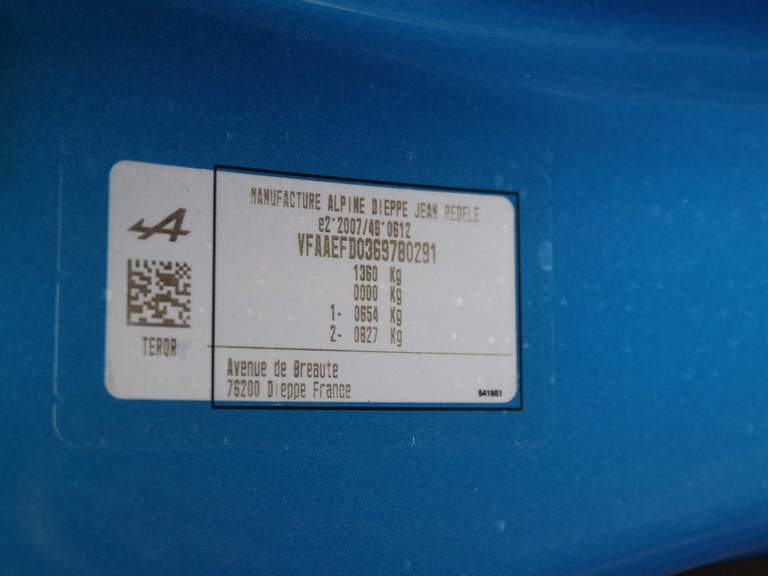 MANUFACTURE ALPINE DIEPPE JEAN REDELE
e2*2007/46*0612
VFAAEFD0369780291
1360 Kg
0000 Kg
1- 0654 Kg
2- 0827 Kg
TERQR
Avenue de Breaute
76200 Dieppe France
541951